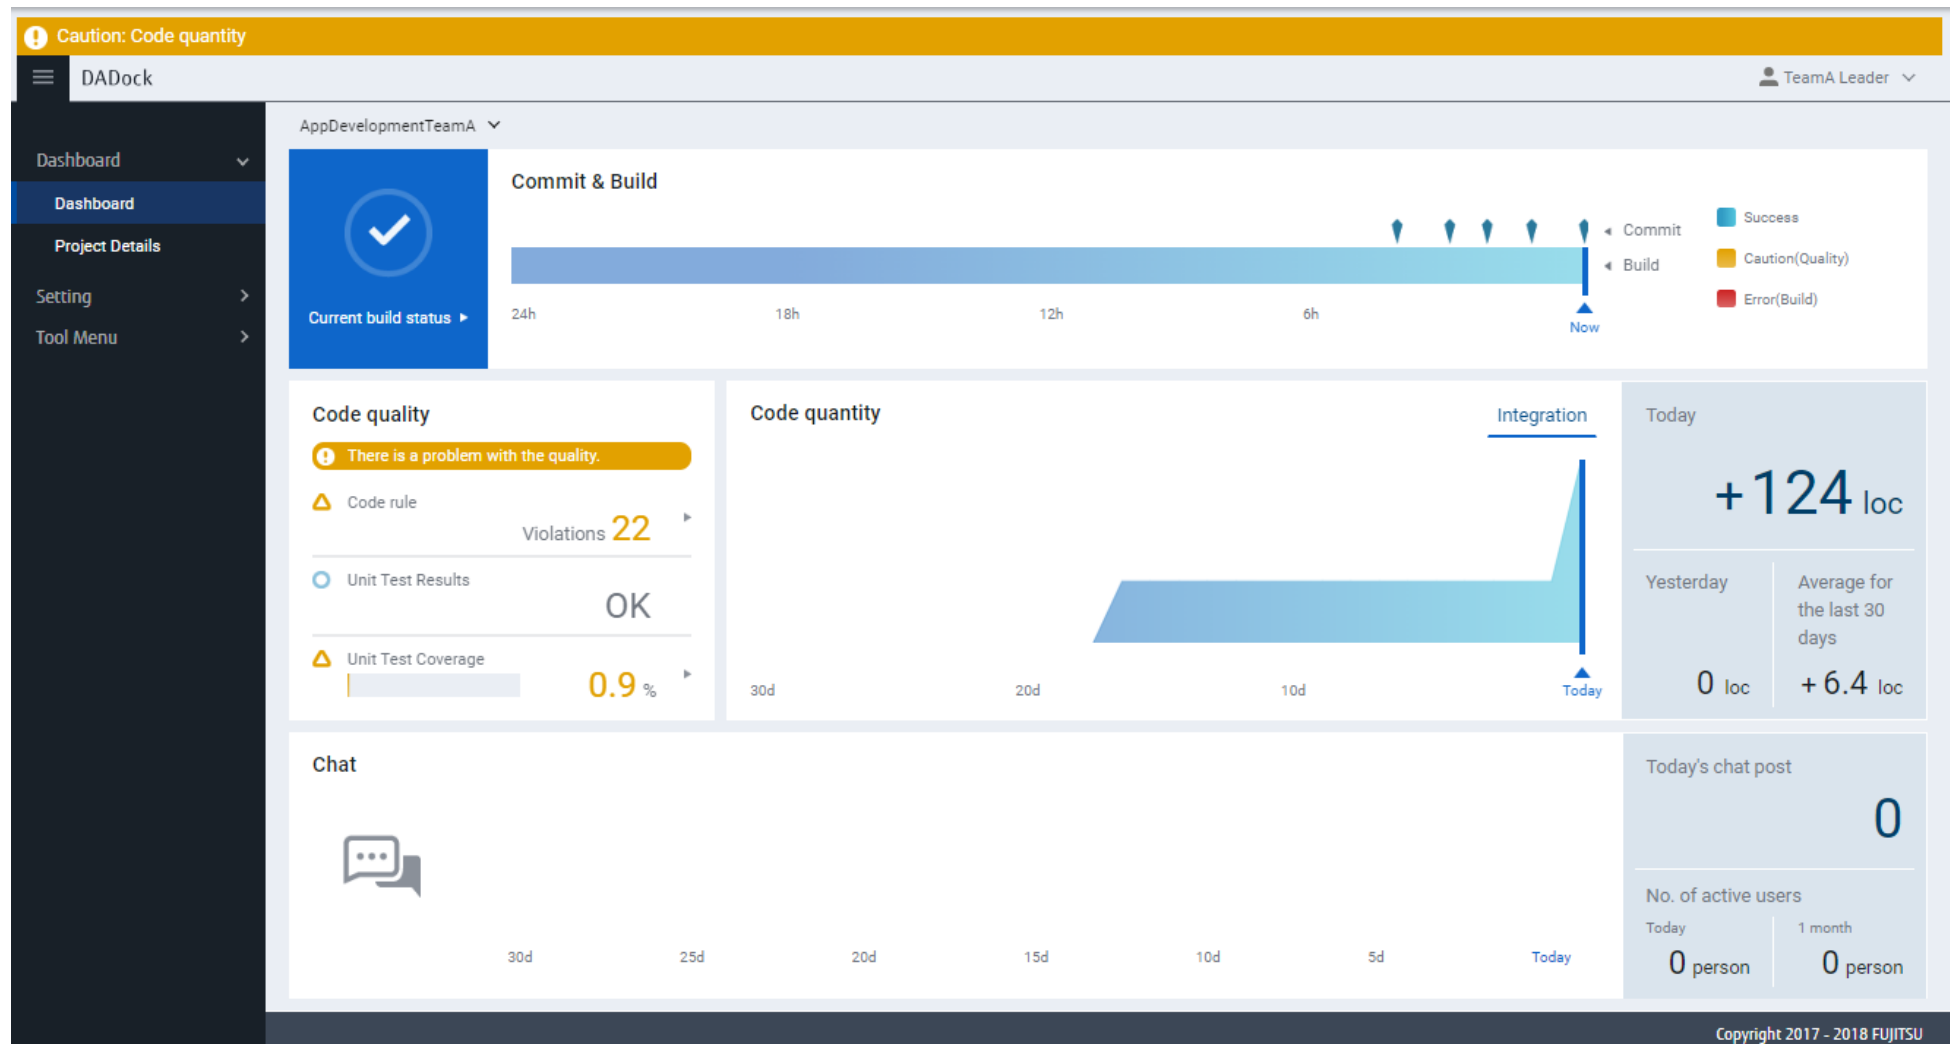 Caution: Code quantity
DADock
TeamA Leader
AppDevelopmentTeamA
Dashboard
Dashboard
Project Details
Setting
Tool Menu
Current build status
Commit & Build
Commit
Build
24h
18h
12h
6h
Now
Success
Caution(Quality)
Error(Build)
Code quality
There is a problem with the quality.
Code rule
Violations 22
Unit Test Results
OK
Unit Test Coverage
0.9 %
Code quantity
Integration
30d
20d
10d
Today
Today
+124 loc
Yesterday
0 loc
Average for
the last 30
days
+ 6.4 loc
Chat
30d
25d
20d
15d
10d
5d
Today
Today's chat post
0
No. of active users
Today
0 person
1 month
0 person
Copyright 2017 - 2018 FUJITSU